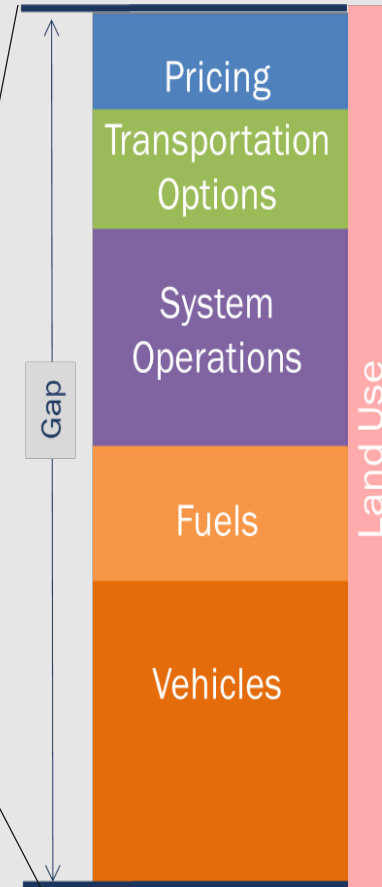 Pricing
Transportation
Options
System
Operations
Gap
Land Use
Fuels
Vehicles